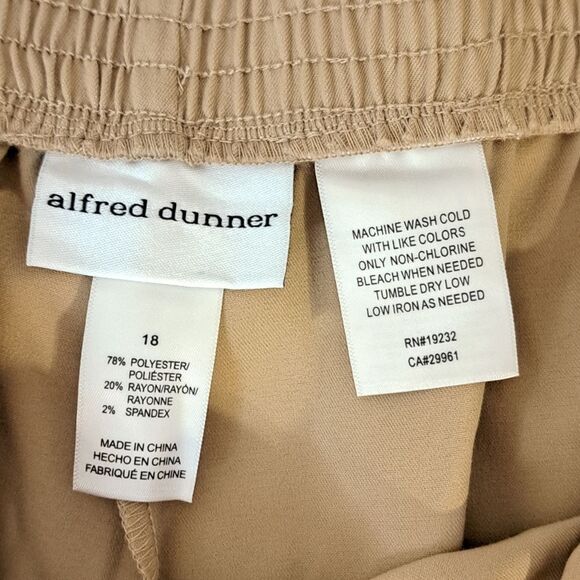 alfred dunner
18
78% POLYESTER/
POLIÉSTER
20% RAYON/RAYÓN/
RAYONNE
2% SPANDEX
MADE IN CHINA
HECHO EN CHINA
FABRIQUÉ EN CHINE
MACHINE WASH COLD
WITH LIKE COLORS
ONLY NON-CHLORINE
BLEACH WHEN NEEDED
TUMBLE DRY LOW
LOW IRON AS NEEDED
RN#19232
CA#29961